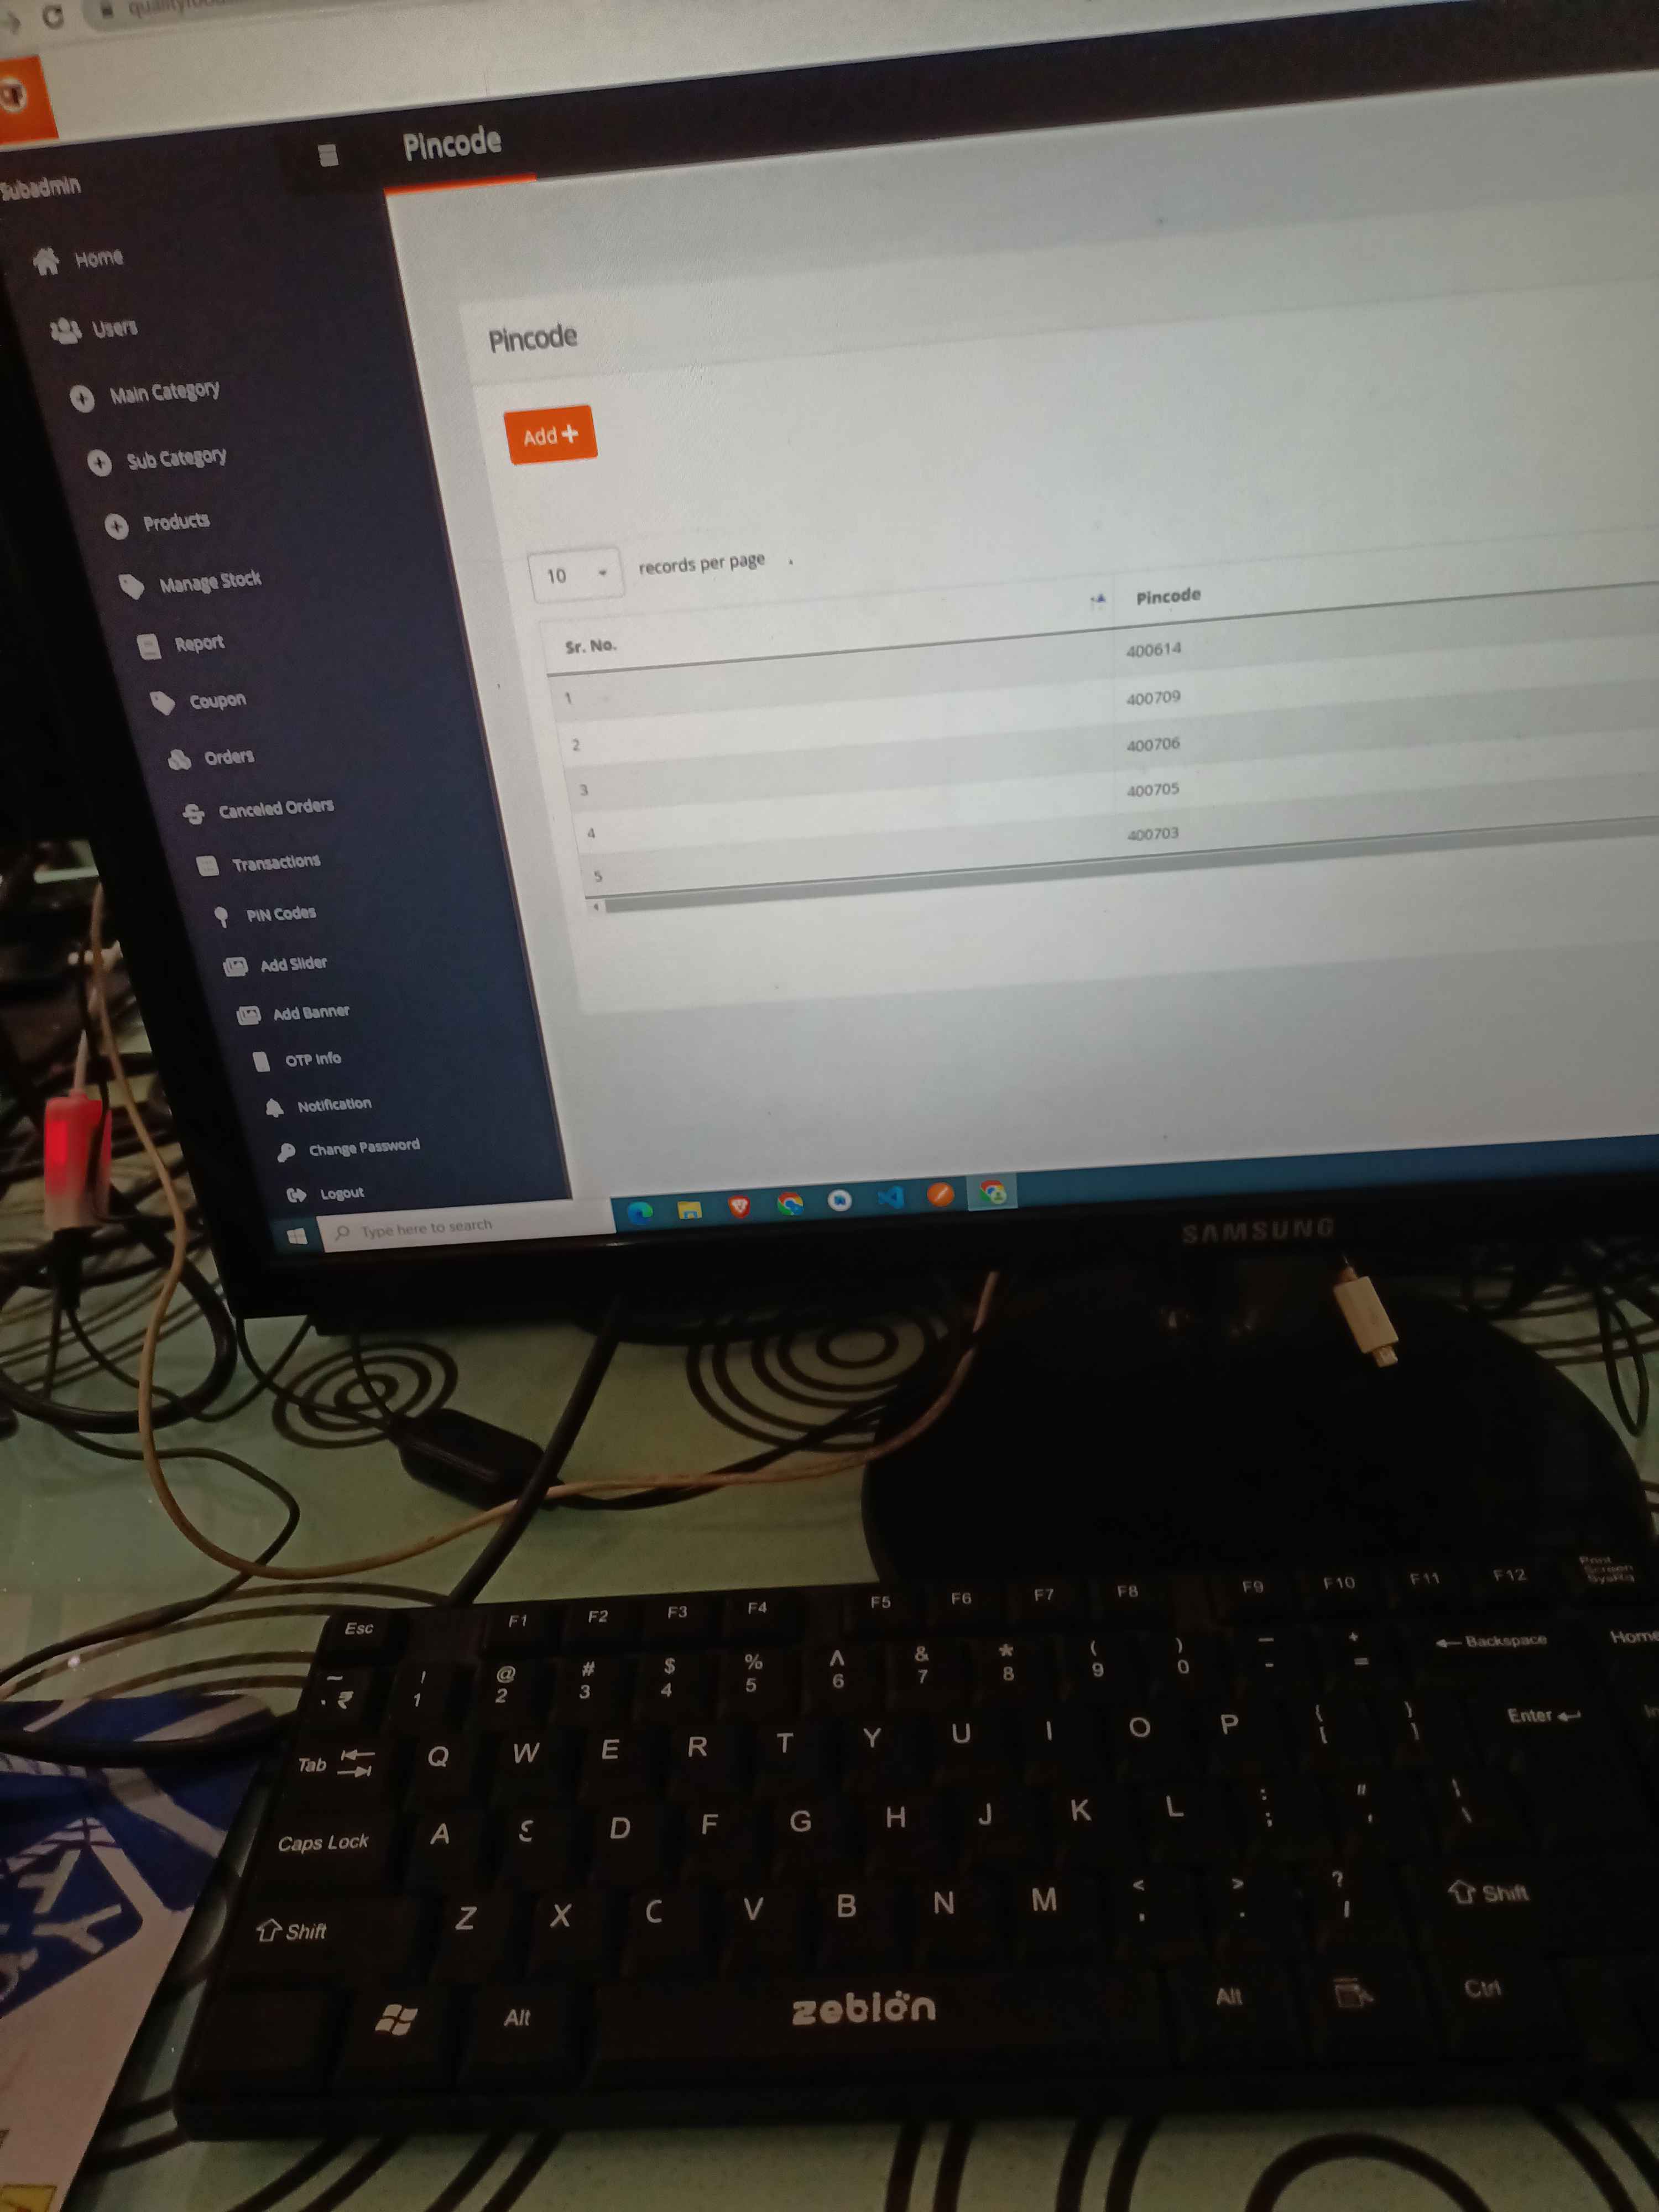 Pincode
Subadmin
Home
Users
Main Category
Sub Category
Products
Manage Stock
Report
Coupon
Orders
Canceled Orders
Transactions
PIN Codes
Add Slider
Add Banner
OTP Info
Notification
Change Password
Logout
Pincode
Add +
10 records per page
Sr. No. Pincode
1 400614
2 400709
3 400706
4 400705
5 400703
Type here to search
SAMSUNG
Esc F1 F2 F3 F4 F5 F6 F7 F8 F9 F10 F11 F12 Print Screen SysRq
! @ # $ % ^ & * ( ) — +
₹ 1 2 3 4 5 6 7 8 9 0 - = Backspace Home
Tab Q W E R T Y U I O P { [ } ] Enter
Caps Lock A S D F G H J K L : ; " ' | \
Shift Z X C V B N M < , > . ? / Shift
Alt zebion Alt Ctrl